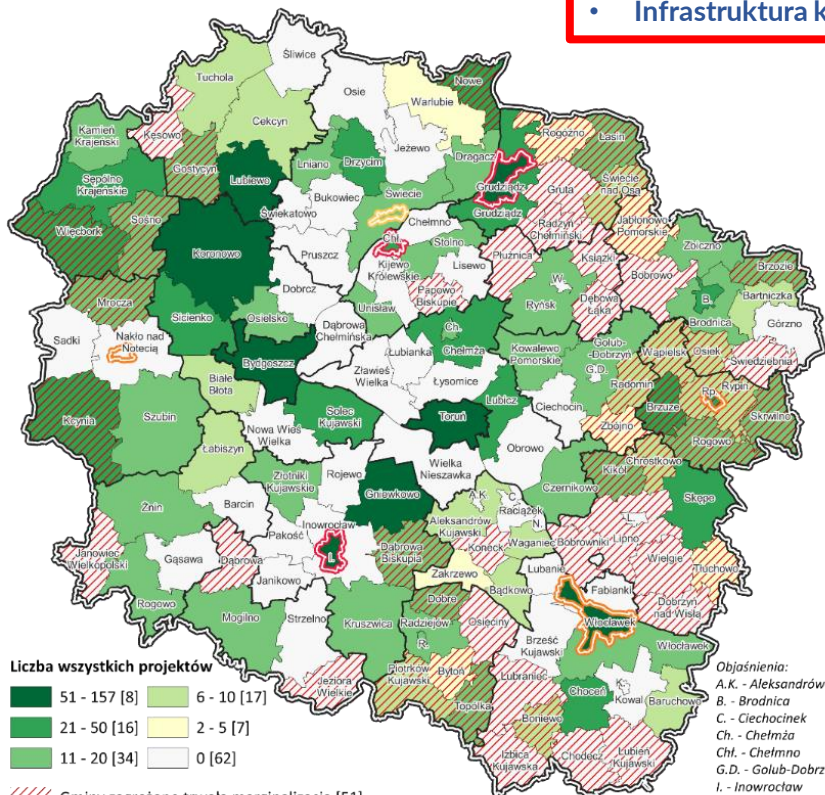 • Infrastruktura k
Śliwice
Tuchola
Osie
Nowe
Warlubie
Kęsowo
Cekcyn
Kamień
Krajeński
Jeżewo
Rogoźno
Łasin
Gostycyn
Lniano
Drzycim
Dragacz
Sępólno
Krajeńskie
Lubiewo
Świecie
Grudziądz
Gruta
Świecie
nad Osą
Bukowiec
Świekatowo
Chełmno
Grudziądz
Radzyń
Chełmiński
Jabłonowo
Pomorskie
Więcbork
Sośno
Koronowo
Pruszcz
Chł.
Stolno
Zbiczno
Kijewo
Królewskie
Lisewo
Płużnica
Książki
Bobrowo
Brzozie
Dobrcz
Papowo
Biskupie
W.
Dębowa
Łąka
B.
Bartniczka
Mrocza
Sicienko
Osielsko
Unisław
Ryńsk
Brodnica
Górzno
Sadki
Nakło nad
Notecią
Dąbrowa
Chełmińska
Ch.
Chełmża
Kowalewo
Pomorskie
Golub-
Dobrzyń
Wąpielsk
Osiek
Świedziebnia
Bydgoszcz
Łubianka
G.D.
Zławieś
Wielka
Łysomice
Radomin
Rp.
Rypin
Białe
Błota
Ciechocin
Brzuze
Skrwilno
Kcynia
Szubin
Solec
Kujawski
Toruń
Lubicz
Zbójno
Rogowo
Nowa Wieś
Wielka
Obrowo
Łabiszyn
Wielka
Nieszawka
Chrostkowo
Kikół
Złotniki
Kujawskie
Rojewo
Gniewkowo
Czernikowo
Skępe
Żnin
Barcin
A.K.
C.
Raciążek
Inowrocław
Aleksandrów
Kujawski
N.
L.
Lipno
Pakość
Waganiec
Bobrowniki
Janowiec
Wielkopolski
Gąsawa
Dąbrowa
I.
Dąbrowa
Biskupia
Koneck
Wielgie
Janikowo
Lubanie
Tłuchowo
Zakrzewo
Fabianki
Rogowo
Bądkowo
Dobrzyń
nad Wisłą
Mogilno
Strzelno
Kruszwica
Dobre
Włocławek
Radziejów
Osięciny
Brześć
Kujawski
R.
Włocławek
Jeziora
Wielkie
Piotrków
Kujawski
Bytoń
Lubraniec
Choceń
K.
Kowal
Baruchowo
Topólka
Boniewo
Izbica
Kujawska
Chodecz
Lubień
Kujawski
Liczba wszystkich projektów
51 - 157 [8] 6 - 10 [17]
21 - 50 [16] 2 - 5 [7]
11 - 20 [34] 0 [62]
Objaśnienia:
A.K. - Aleksandrów
B. - Brodnica
C. - Ciechocinek
Ch. - Chełmża
Chł. - Chełmno
G.D. - Golub-Dobrz
I. - Inowrocław
Gminy zagrożone trwałą marginalizacją [51]